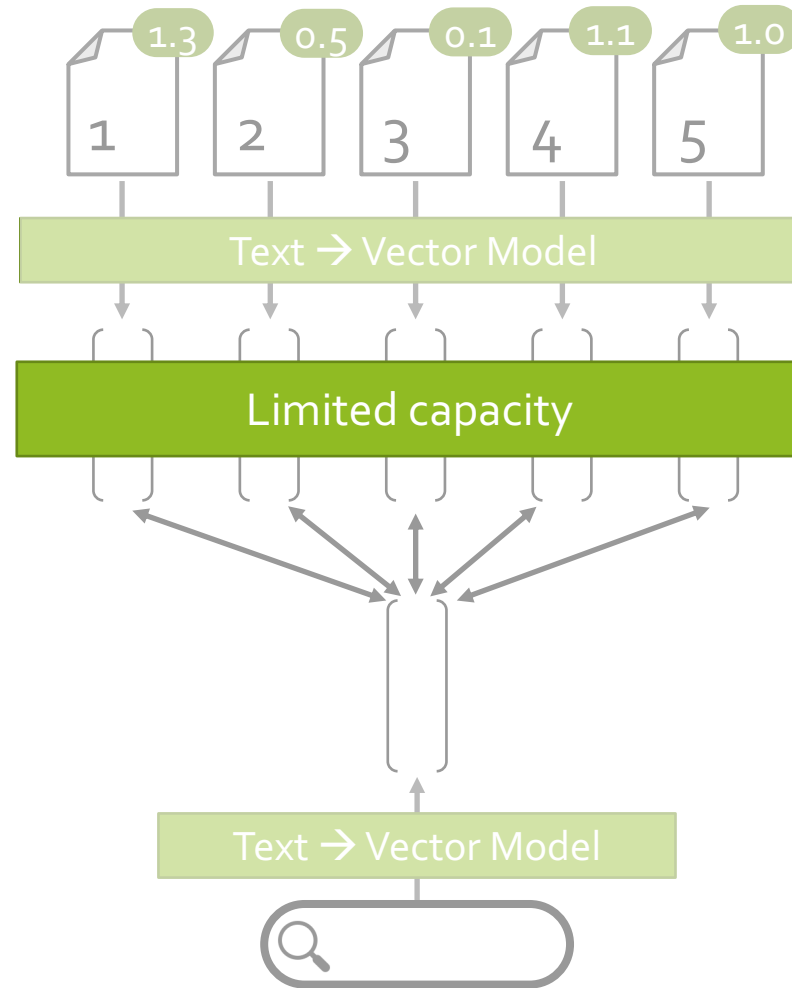 1.3 0.5 0.1 1.1 1.0
1 2 3 4 5
Text → Vector Model
Limited capacity
Text → Vector Model